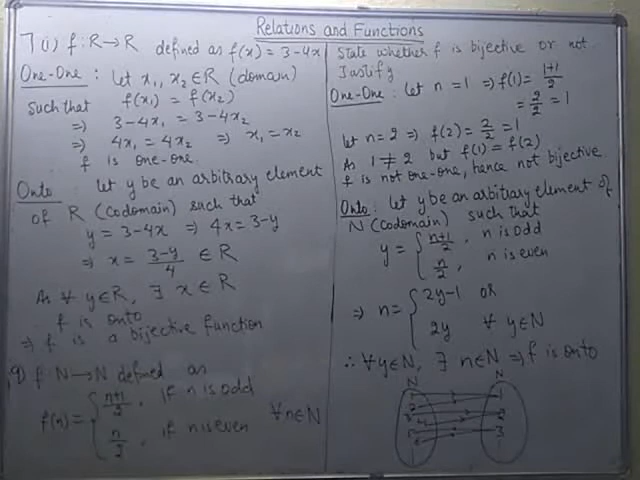 Relations and Functions
7(i) f: R→R defined as f(x) = 3-4x
One-One : let x₁, x₂ ∈ R (domain)
such that f(x₁) = f(x₂)
⇒ 3-4x₁ = 3-4x₂
⇒ 4x₁ = 4x₂ ⇒ x₁ = x₂
f is one-one.
Onto : let y be an arbitrary element
of R (Codomain) such that
y = 3-4x ⇒ 4x = 3-y
⇒ x = (3-y)/4 ∈ R
As ∀ y∈R, ∃ x ∈ R
f is onto
⇒ f is a bijective function
9) f: N→N defined as
f(n) = { (n+1)/2, if n is odd
n/2, if n is even ∀n∈N
State whether f is bijective or not
Justify
One-One : let n = 1 ⇒ f(1) = (1+1)/2
= 2/2 = 1
let n = 2 ⇒ f(2) = 2/2 = 1
As 1 ≠ 2 but f(1) = f(2)
f is not one-one, hence not bijective.
Onto : let y be an arbitrary element of
N (Codomain) such that
y = { (n+1)/2, n is odd
n/2, n is even
⇒ n = { 2y-1 or
2y ∀ y∈N
∴ ∀y∈N, ∃ n∈N ⇒ f is onto
N N
1 1
2 2
3 3